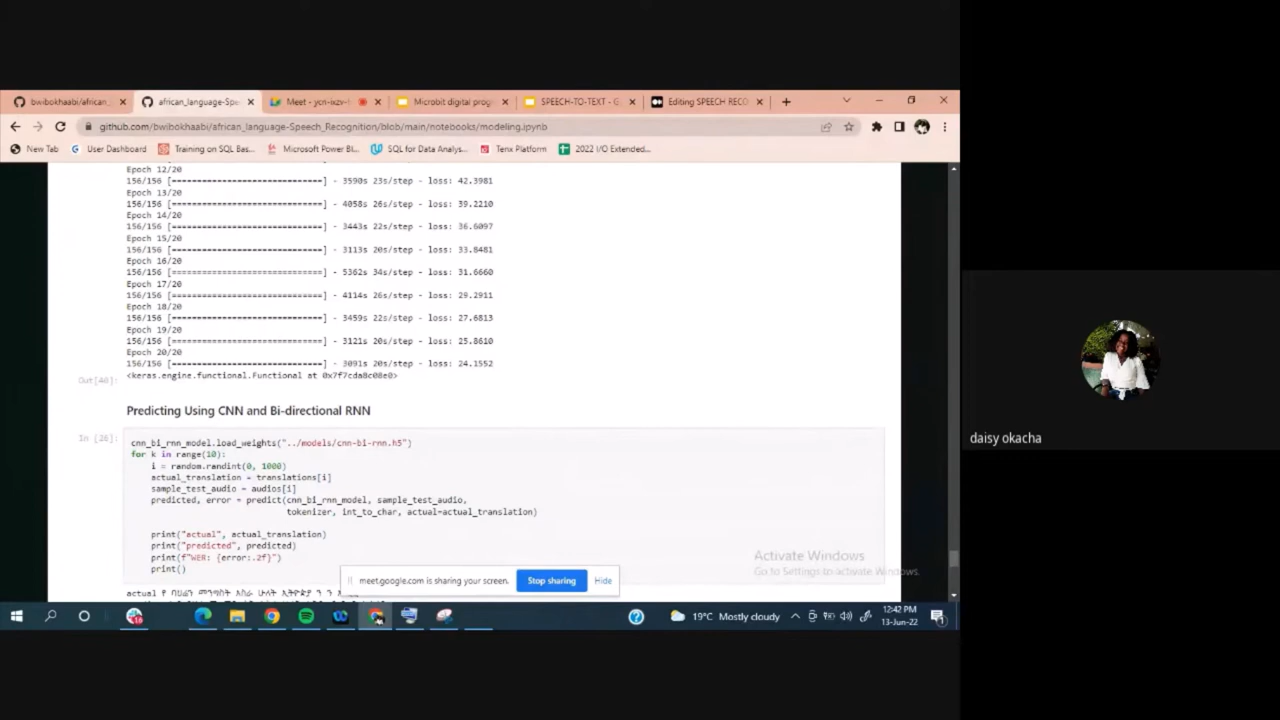 bwibokhaabi/african_
african_language-Spe
Meet - ycn-ixzv-
Microbit digital prog
SPEECH-TO-TEXT - G
Editing SPEECH RECO
github.com/bwibokhaabi/african_language-Speech_Recognition/blob/main/notebooks/modeling.ipynb
New Tab
User Dashboard
Training on SQL Bas...
Microsoft Power BI...
SQL for Data Analys...
Tenx Platform
2022 I/O Extended...
Epoch 12/20
156/156 [==============================] - 3590s 23s/step - loss: 42.3981
Epoch 13/20
156/156 [==============================] - 4058s 26s/step - loss: 39.2210
Epoch 14/20
156/156 [==============================] - 3443s 22s/step - loss: 36.6097
Epoch 15/20
156/156 [==============================] - 3113s 20s/step - loss: 33.8481
Epoch 16/20
156/156 [==============================] - 5362s 34s/step - loss: 31.6660
Epoch 17/20
156/156 [==============================] - 4114s 26s/step - loss: 29.2911
Epoch 18/20
156/156 [==============================] - 3459s 22s/step - loss: 27.6813
Epoch 19/20
156/156 [==============================] - 3121s 20s/step - loss: 25.8610
Epoch 20/20
156/156 [==============================] - 3091s 20s/step - loss: 24.1552
Out[40]: <keras.engine.functional.Functional at 0x7f7cda8c08e0>
Predicting Using CNN and Bi-directional RNN
In [28]:
cnn_bi_rnn_model.load_weights("../models/cnn-bi-rnn.h5")
for k in range(10):
i = random.randint(0, 1000)
actual_translation = translations[i]
sample_test_audio = audios[i]
predicted, error = predict(cnn_bi_rnn_model, sample_test_audio,
tokenizer, int_to_char, actual=actual_translation)
print("actual", actual_translation)
print("predicted", predicted)
print(f"WER: {error:.2f}")
print()
actual የ ባህልን መንግስት አስራ ሁለት ኢትዮጵያ ን ን
meet.google.com is sharing your screen.
Stop sharing
Hide
Activate Windows
Go to Settings to activate Windows.
daisy okacha
19°C Mostly cloudy
12:42 PM
13-Jun-22